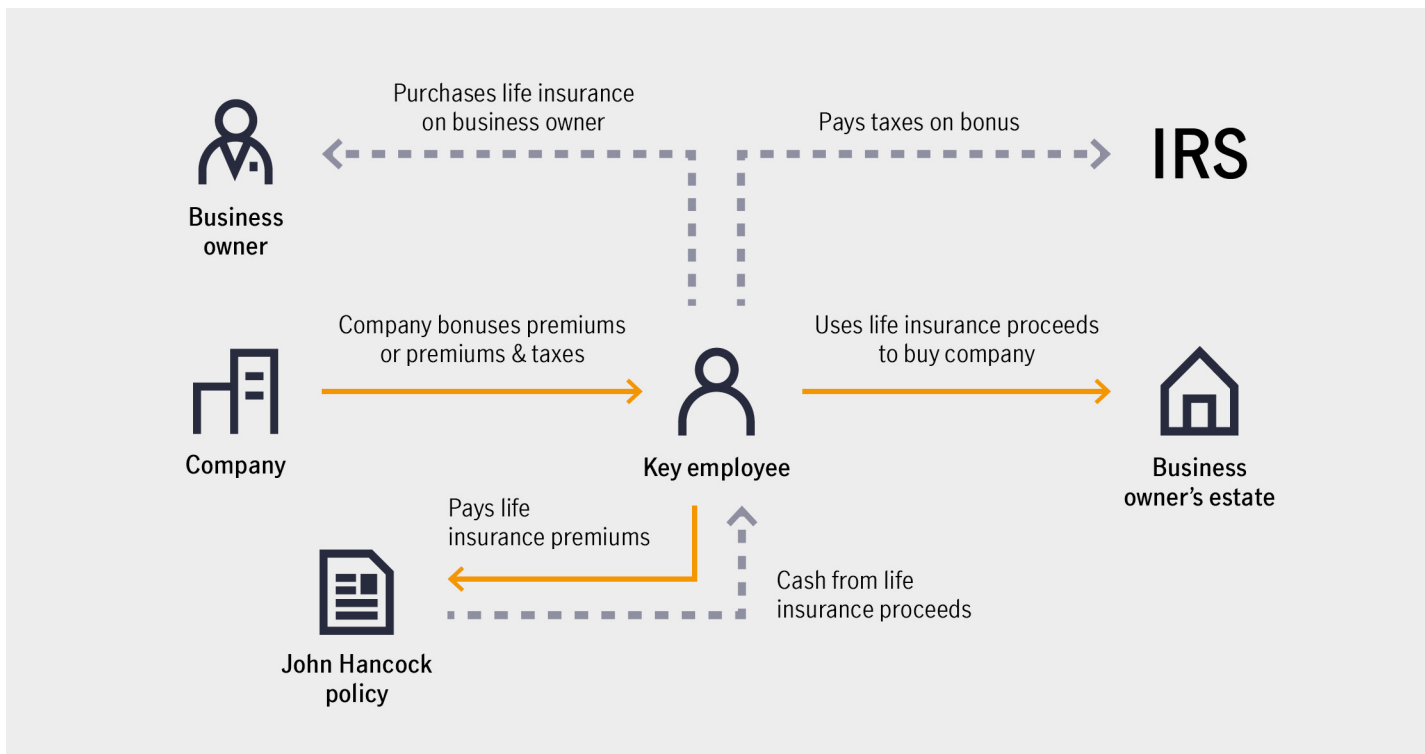 Purchases life insurance
on business owner
Pays taxes on bonus
IRS
Business
owner
Company bonuses premiums
or premiums & taxes
Uses life insurance proceeds
to buy company
Company
Key employee
Business
owner’s estate
Pays life
insurance premiums
Cash from life
insurance proceeds
John Hancock
policy